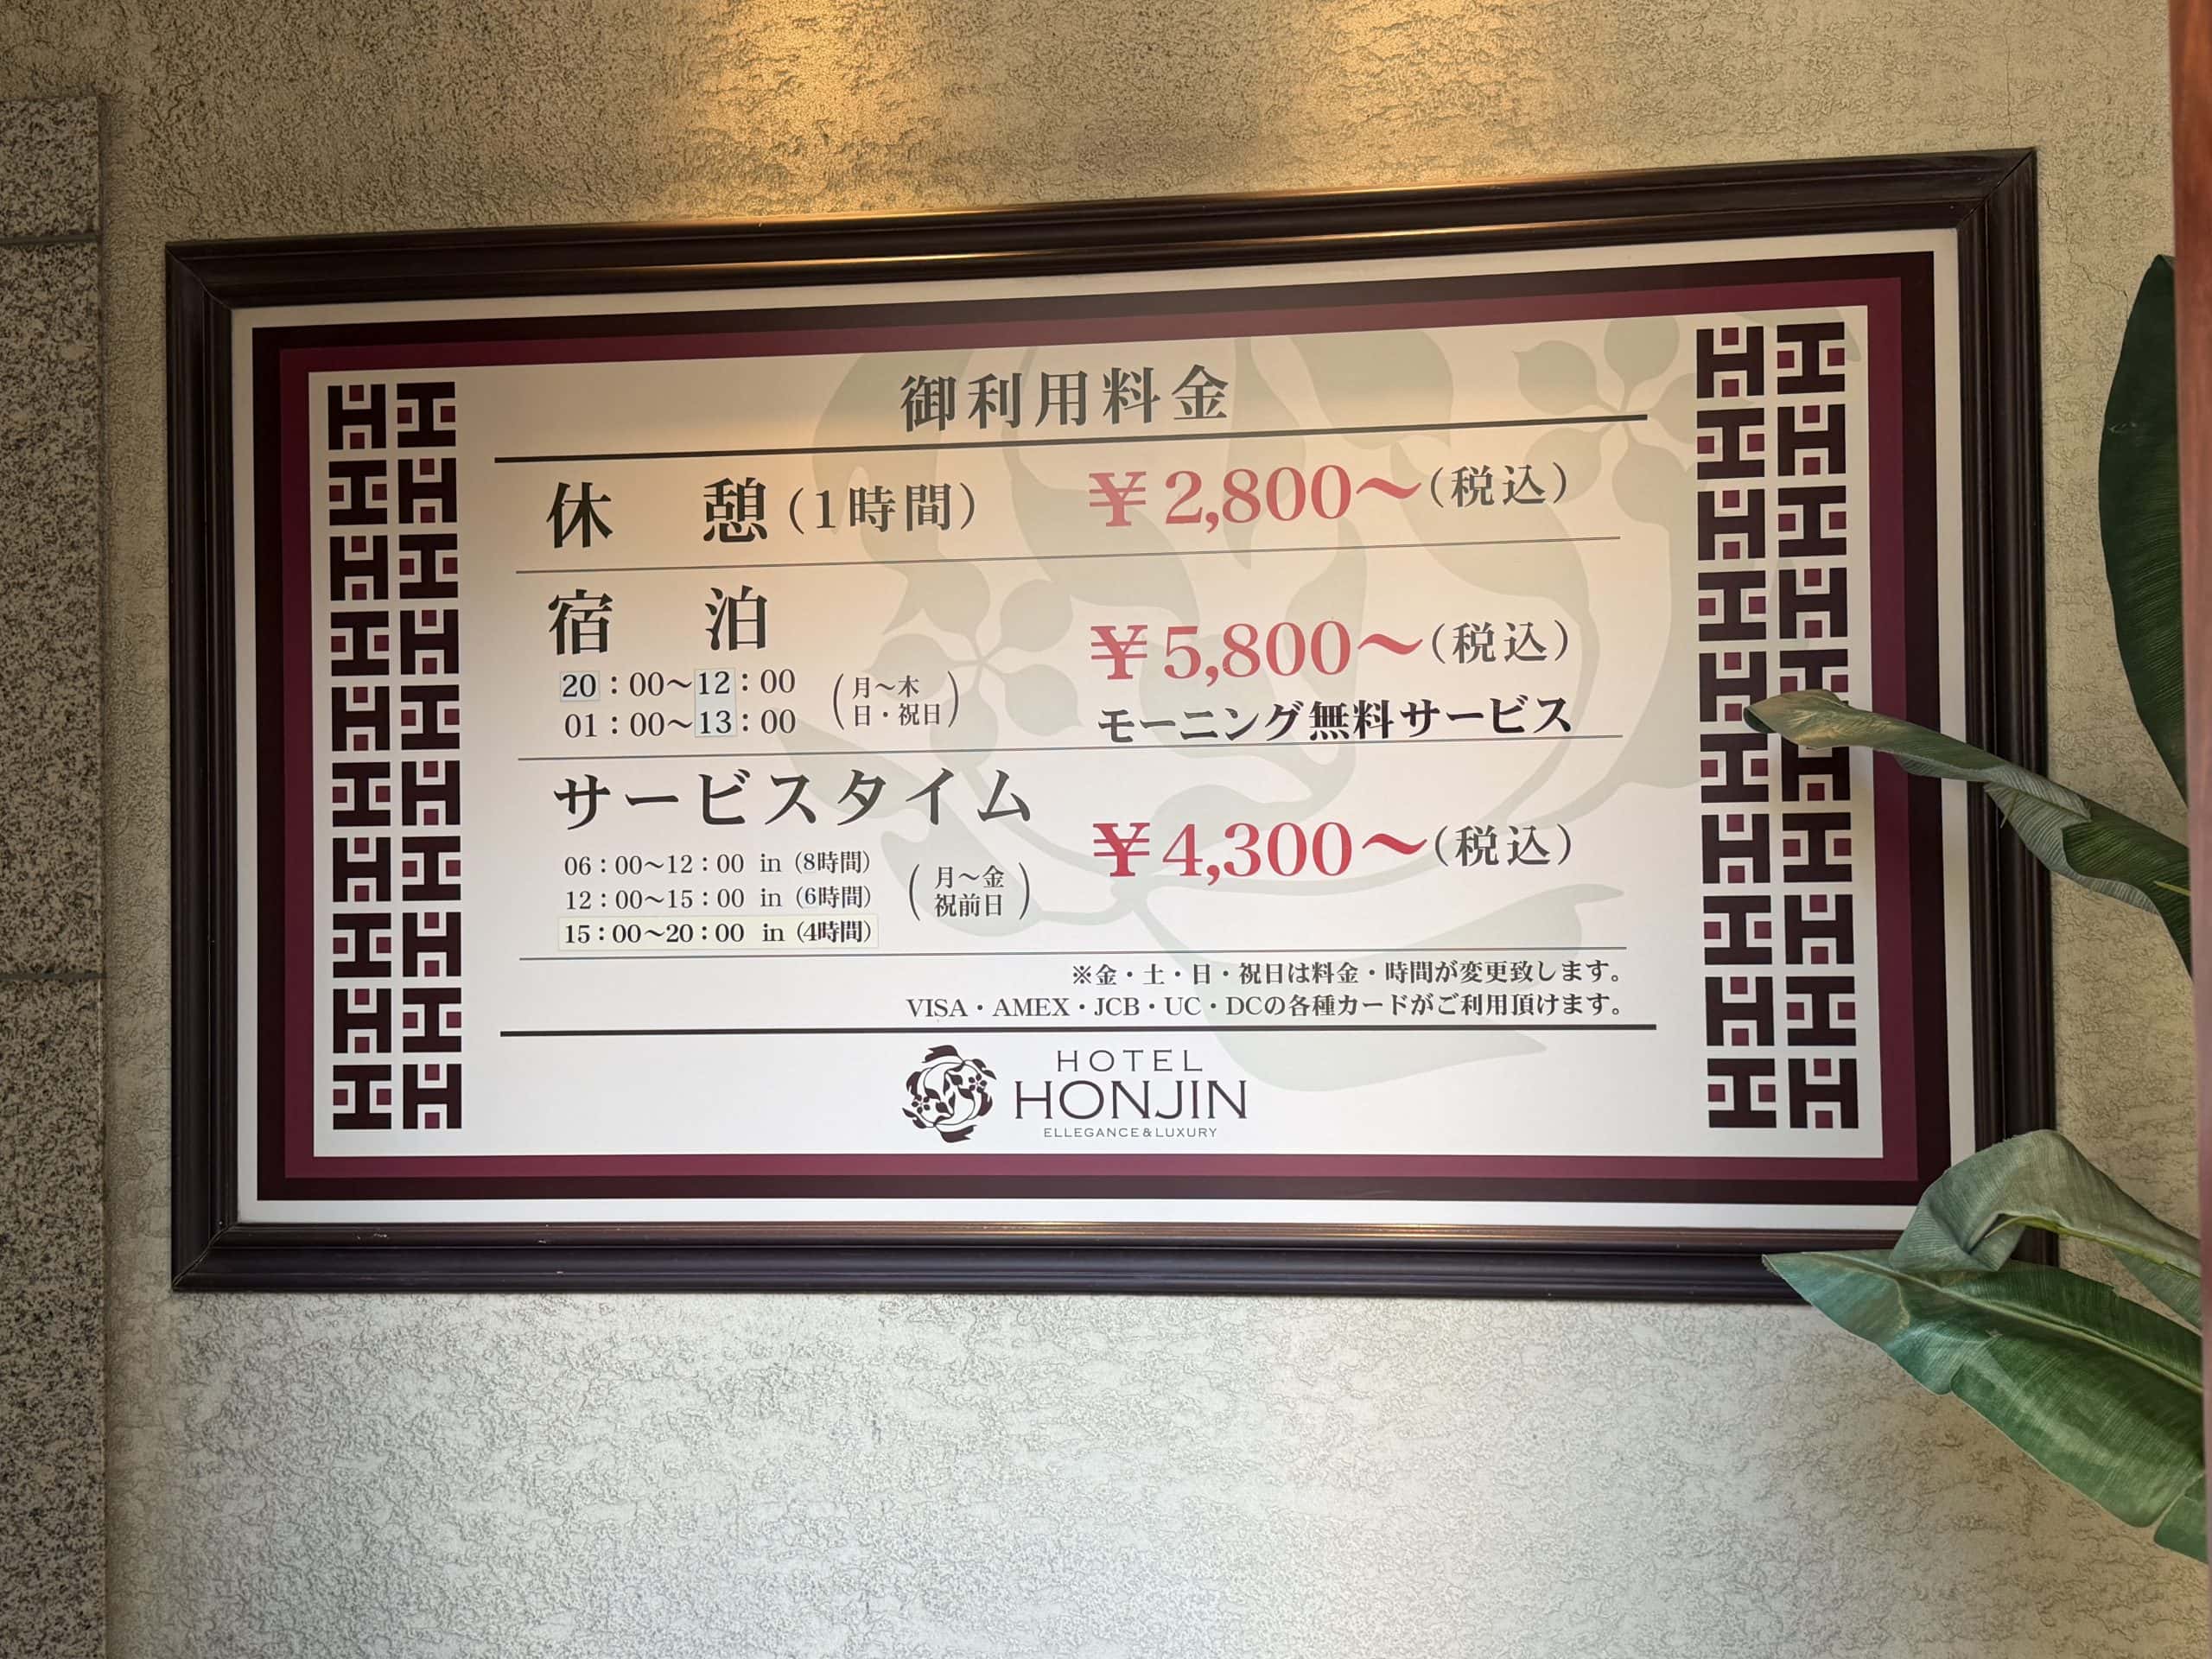 御利用料金
休 憩（1時間） ￥2,800〜（税込）
宿 泊 ￥5,800〜（税込）
20：00〜12：00
01：00〜13：00
（月〜木
日・祝日）
モーニング無料サービス
サービスタイム ￥4,300〜（税込）
06：00〜12：00 in（8時間）
12：00〜15：00 in（6時間）
15：00〜20：00 in（4時間）
（月〜金
祝前日）
※金・土・日・祝日は料金・時間が変更致します。
VISA・AMEX・JCB・UC・DCの各種カードがご利用頂けます。
HOTEL
HONJIN
ELLEGANCE&LUXURY